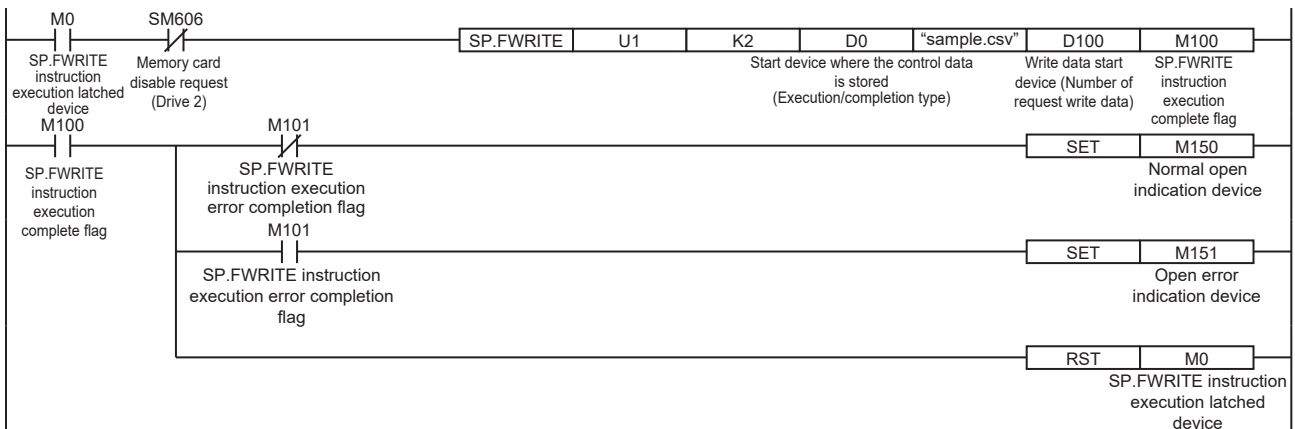 M0 SM606
SP.FWRITE U1 K2 D0 “sample.csv” D100 M100
SP.FWRITE
instruction
execution latched
device
Memory card
disable request
(Drive 2)
Start device where the control data
is stored
(Execution/completion type)
Write data start
device (Number of
request write data)
SP.FWRITE
instruction
execution
complete flag
M100 M101
SET M150
SP.FWRITE
instruction
execution
complete flag
SP.FWRITE
instruction execution
error completion flag
Normal open
indication device
M101
SET M151
SP.FWRITE instruction
execution error completion
flag
Open error
indication device
RST M0
SP.FWRITE instruction
execution latched
device